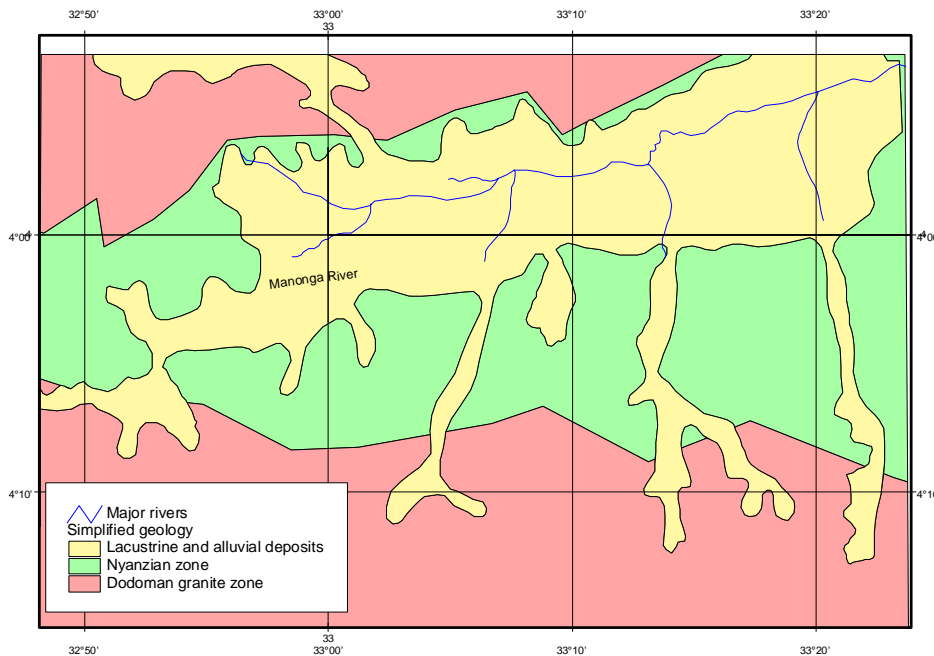 32°50' 33°00' 33°10' 33°20'
33
4°00' 4 4 4°00
Manonga River
4°10' 4°10
Major rivers
Simplified geology
Lacustrine and alluvial deposits
Nyanzian zone
Dodoman granite zone
33
32°50' 33°00' 33°10' 33°20'